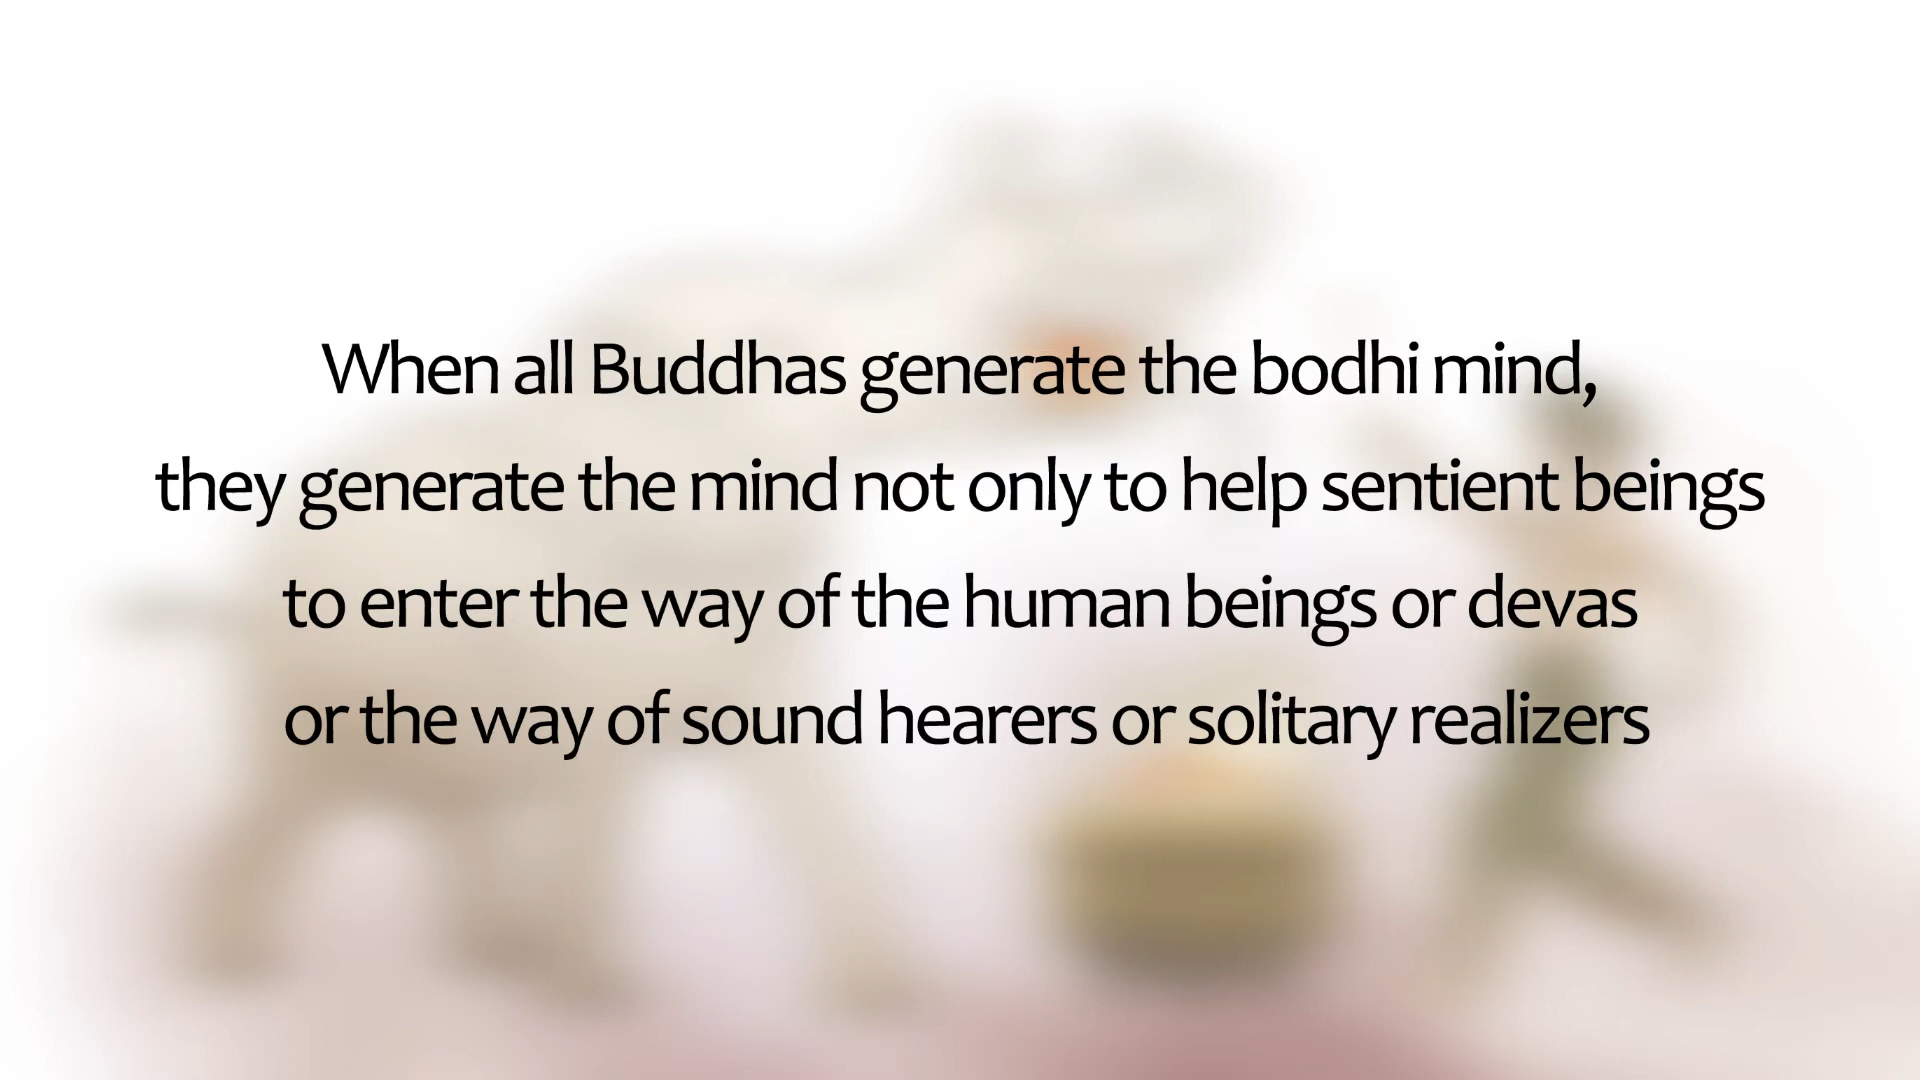 When all Buddhas generate the bodhi mind,
they generate the mind not only to help sentient beings
to enter the way of the human beings or devas
or the way of sound hearers or solitary realizers